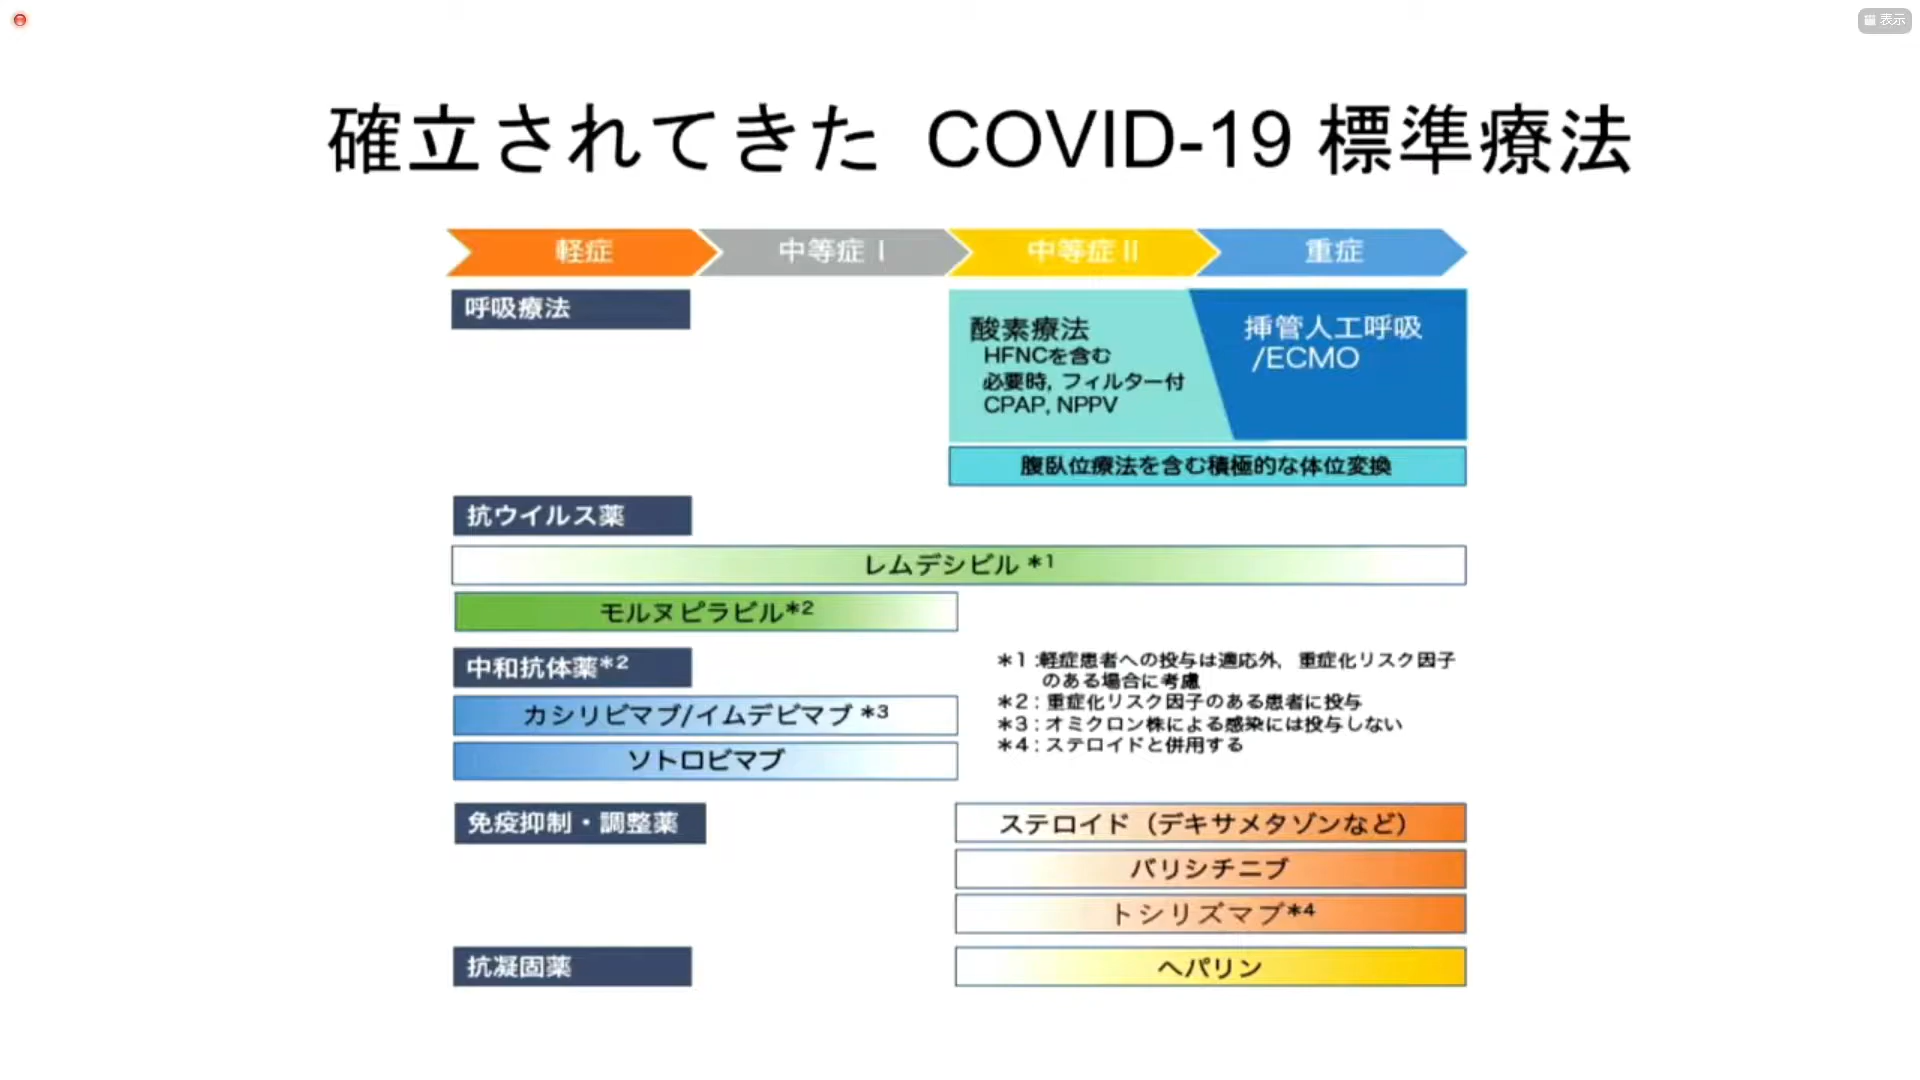 表示
確立されてきた COVID-19 標準療法
軽症
中等症 I
中等症 II
重症
呼吸療法
酸素療法
HFNCを含む
必要時, フィルター付
CPAP, NPPV
挿管人工呼吸
/ECMO
腹臥位療法を含む積極的な体位変換
抗ウイルス薬
レムデシビル *1
モルヌピラビル*2
中和抗体薬*2
カシリビマブ/イムデビマブ *3
ソトロビマブ
*1 :軽症患者への投与は適応外, 重症化リスク因子
のある場合に考慮
*2 : 重症化リスク因子のある患者に投与
*3 : オミクロン株による感染には投与しない
*4 : ステロイドと併用する
免疫抑制・調整薬
ステロイド（デキサメタゾンなど）
バリシチニブ
トシリズマブ*4
抗凝固薬
ヘパリン